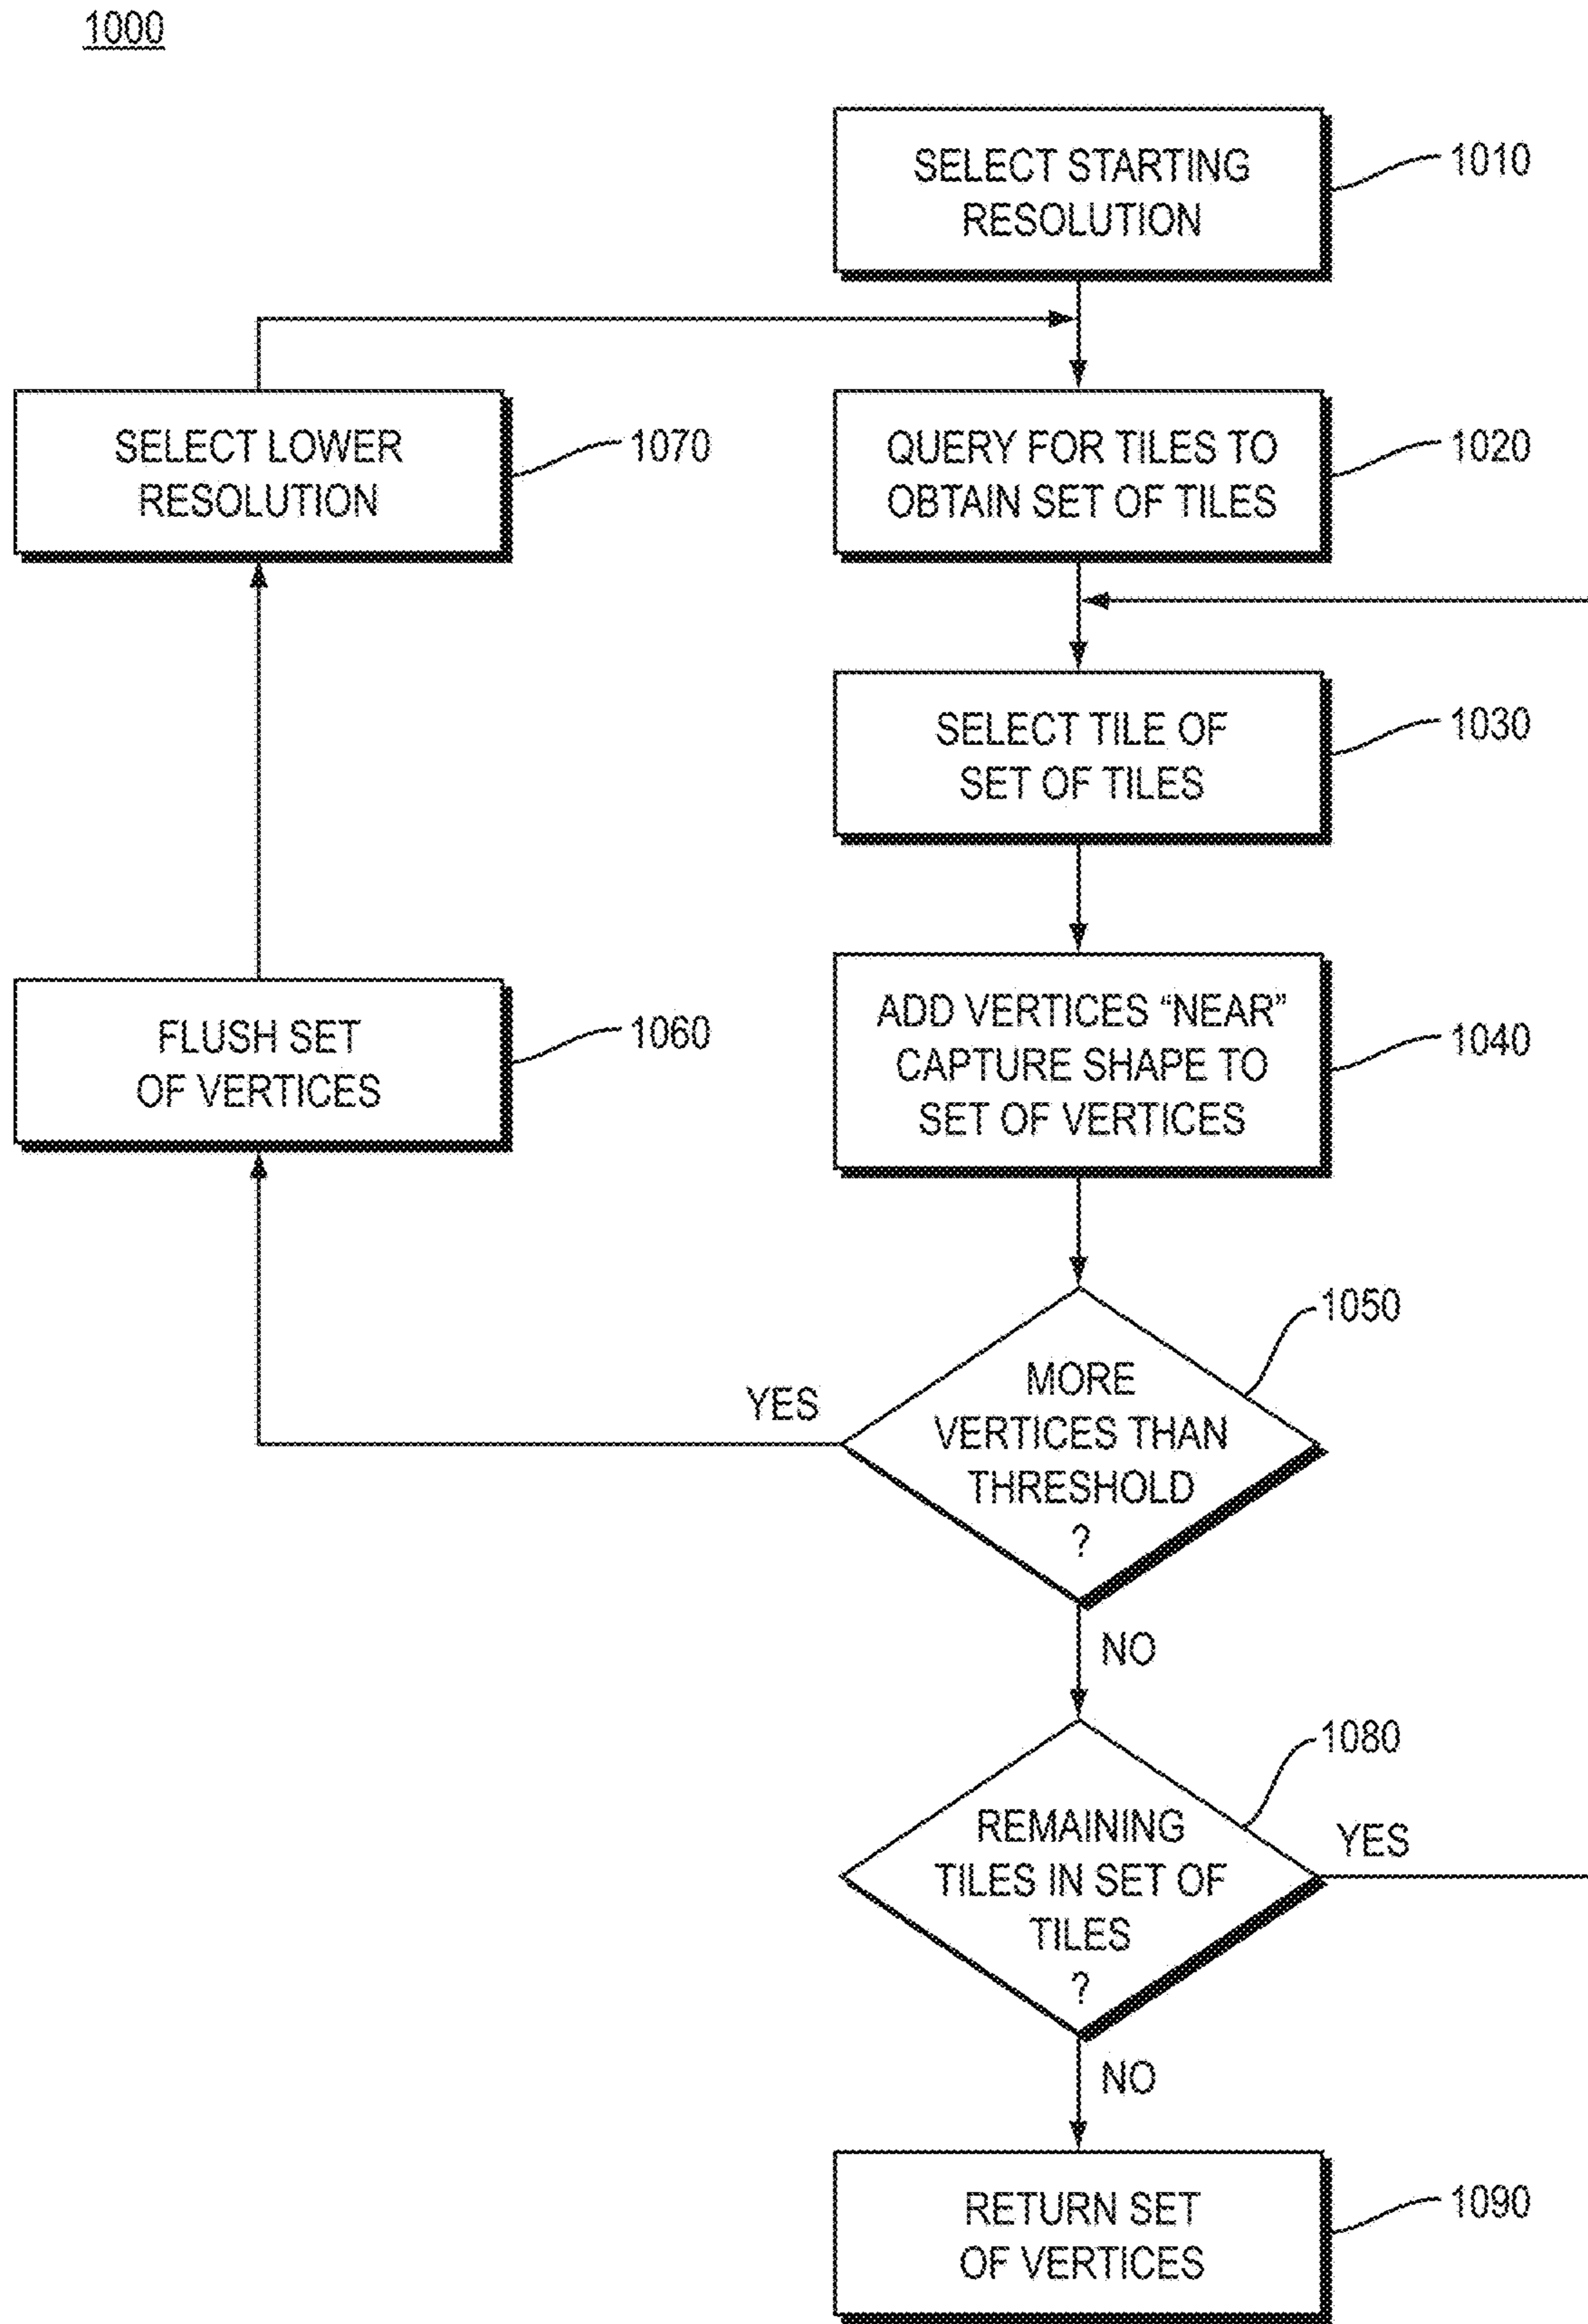 1000
SELECT STARTING
RESOLUTION
1010
SELECT LOWER
RESOLUTION
1070
QUERY FOR TILES TO
OBTAIN SET OF TILES
1020
SELECT TILE OF
SET OF TILES
1030
FLUSH SET
OF VERTICES
1060
ADD VERTICES “NEAR”
CAPTURE SHAPE TO
SET OF VERTICES
1040
1050
MORE
VERTICES THAN
THRESHOLD
?
YES
NO
1080
REMAINING
TILES IN SET OF
TILES
?
YES
NO
RETURN SET
OF VERTICES
1090